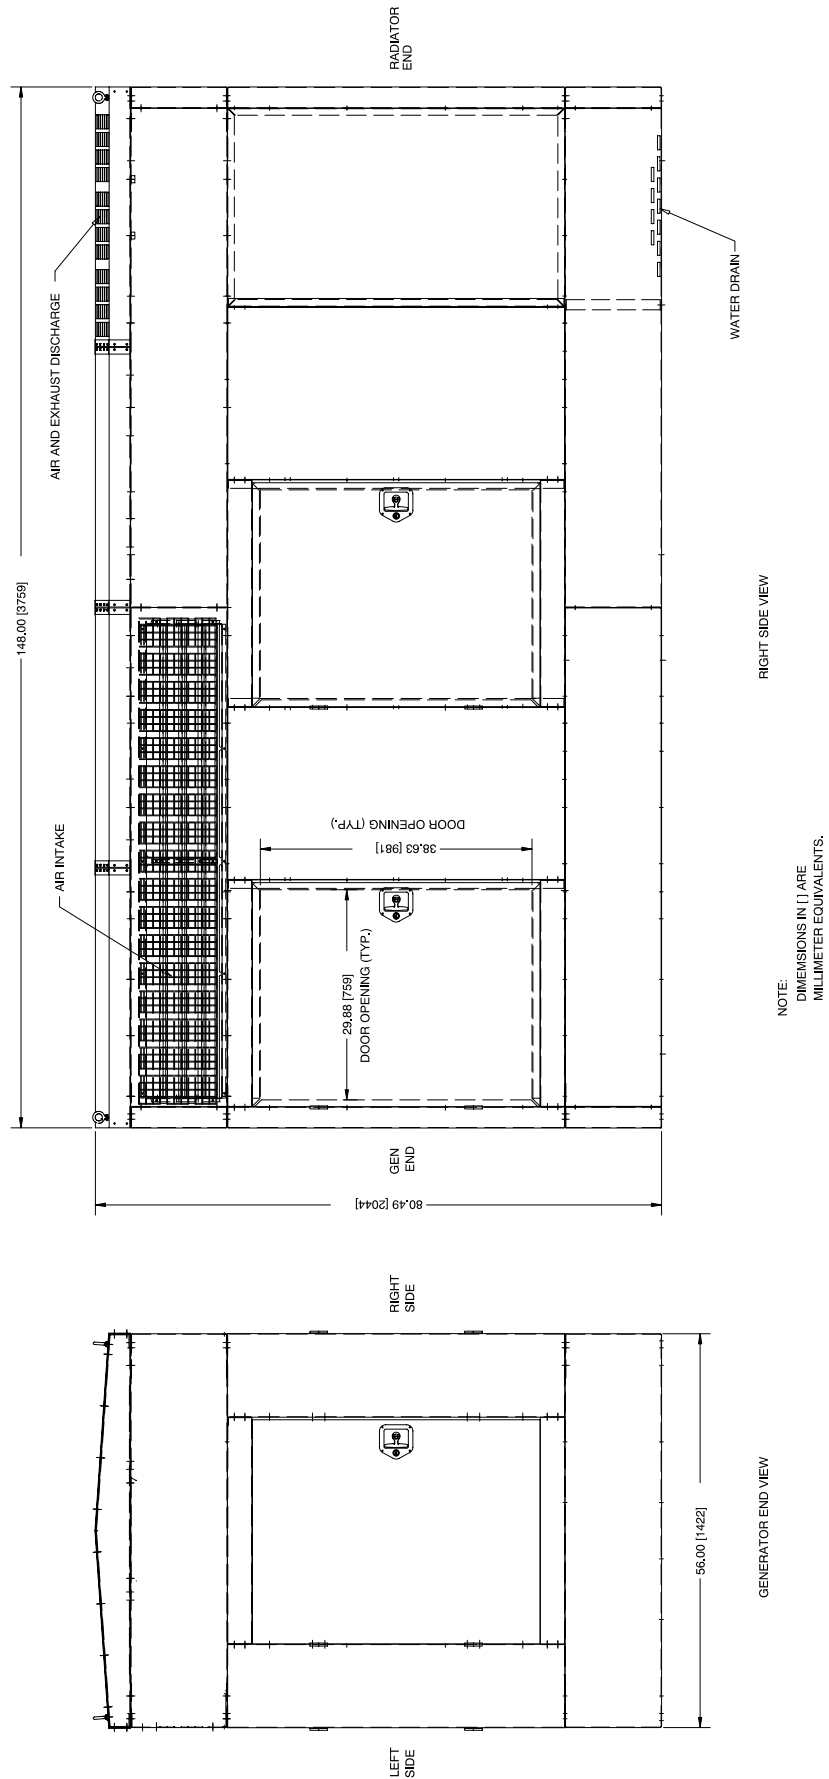 RADIATOR
END
AIR AND EXHAUST DISCHARGE
WATER DRAIN
148.00 [3759]
AIR INTAKE
38.63 [981]
DOOR OPENING (TYP.)
29.88 [759]
DOOR OPENING (TYP.)
GEN
END
80.49 [2044]
RIGHT SIDE VIEW
NOTE:
DIMEMSIONS IN [ ] ARE
MILLIMETER EQUIVALENTS.
RIGHT
SIDE
LEFT
SIDE
56.00 [1422]
GENERATOR END VIEW